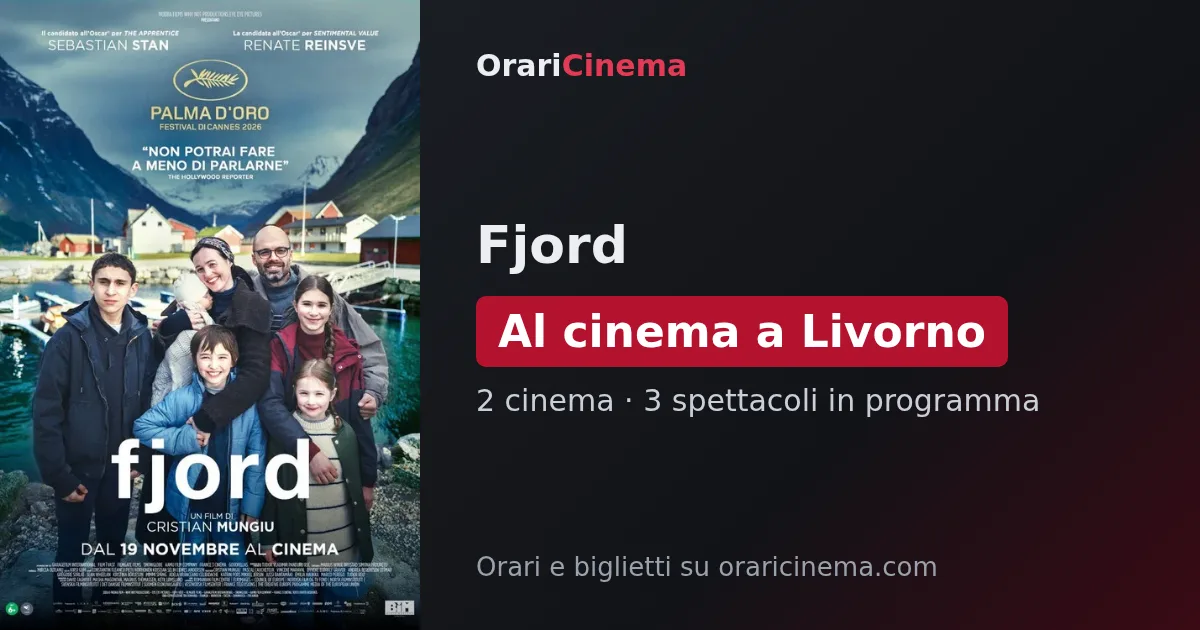 Il candidato all'Oscar® per THE APPRENTICE
SEBASTIAN STAN
La candidata all'Oscar® per SENTIMENTAL VALUE
RENATE REINSVE
PALMA D'ORO
FESTIVAL DI CANNES 2026
“NON POTRAI FARE
A MENO DI PARLARNE”
THE HOLLYWOOD REPORTER
fjord
UN FILM DI
CRISTIAN MUNGIU
DAL 19 NOVEMBRE AL CINEMA
BiM
OrariCinema
Fjord
Al cinema a Livorno
2 cinema · 3 spettacoli in programma
Orari e biglietti su oraricinema.com